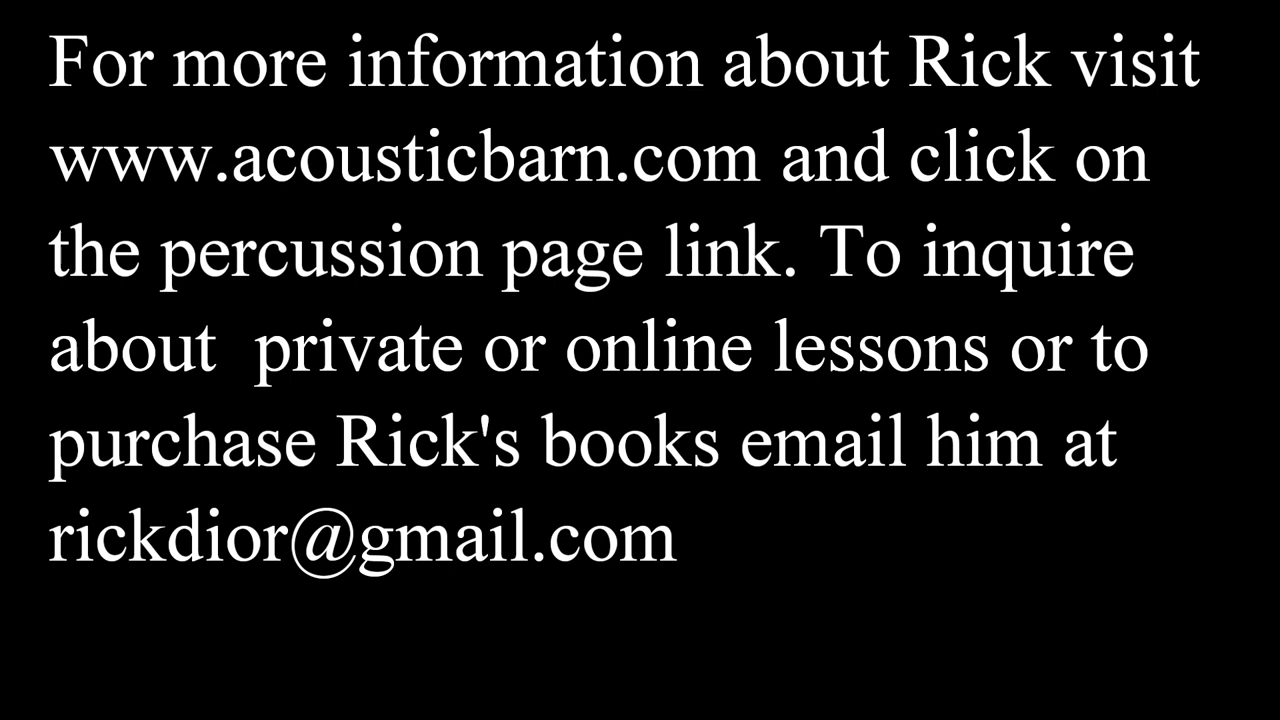 For more information about Rick visit
www.acousticbarn.com and click on
the percussion page link. To inquire
about  private or online lessons or to
purchase Rick's books email him at
rickdior@gmail.com